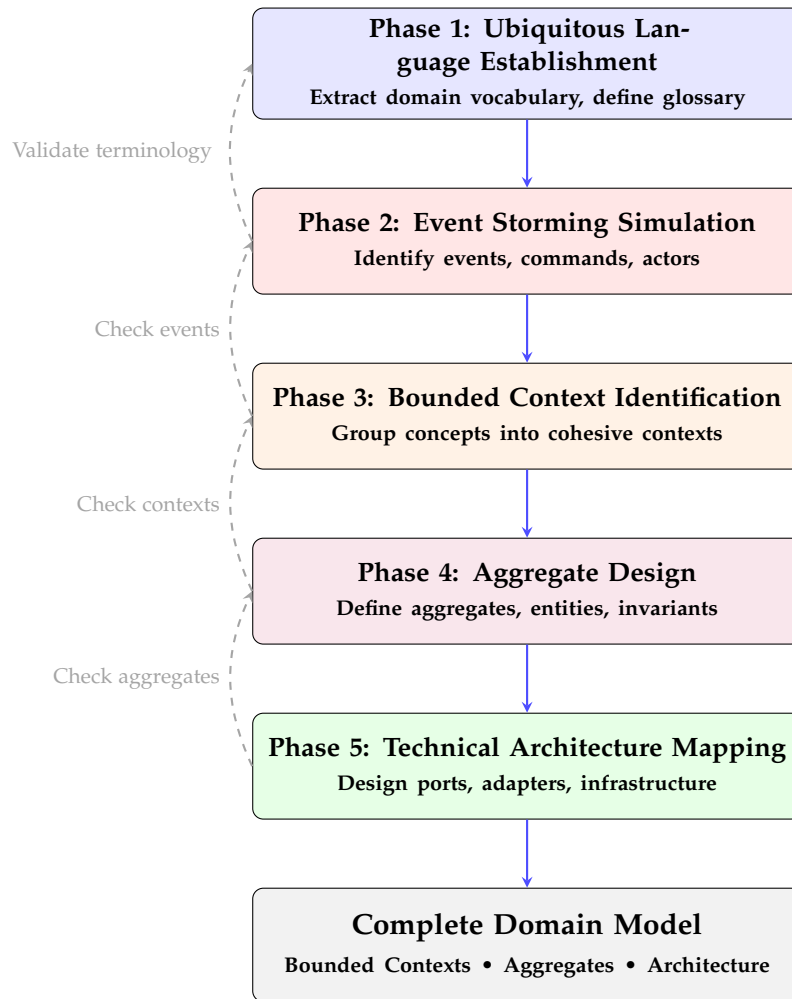 Phase 1: Ubiquitous Lan-
guage Establishment
Extract domain vocabulary, define glossary
Validate terminology
Phase 2: Event Storming Simulation
Identify events, commands, actors
Check events
Phase 3: Bounded Context Identification
Group concepts into cohesive contexts
Check contexts
Phase 4: Aggregate Design
Define aggregates, entities, invariants
Check aggregates
Phase 5: Technical Architecture Mapping
Design ports, adapters, infrastructure
Complete Domain Model
Bounded Contexts • Aggregates • Architecture